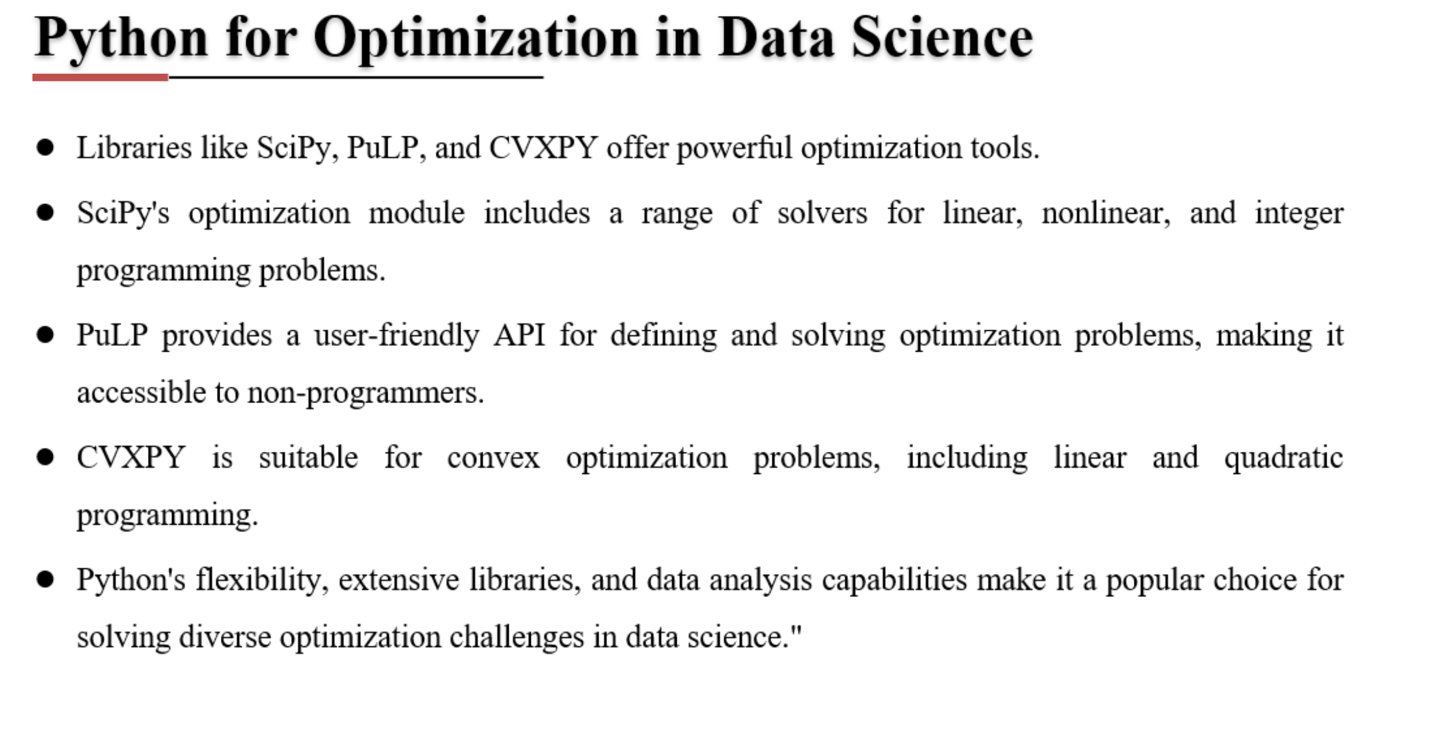 Python for Optimization in Data Science
● Libraries like SciPy, PuLP, and CVXPY offer powerful optimization tools.
● SciPy's optimization module includes a range of solvers for linear, nonlinear, and integer
programming problems.
● PuLP provides a user-friendly API for defining and solving optimization problems, making it
accessible to non-programmers.
● CVXPY is suitable for convex optimization problems, including linear and quadratic
programming.
● Python's flexibility, extensive libraries, and data analysis capabilities make it a popular choice for
solving diverse optimization challenges in data science."